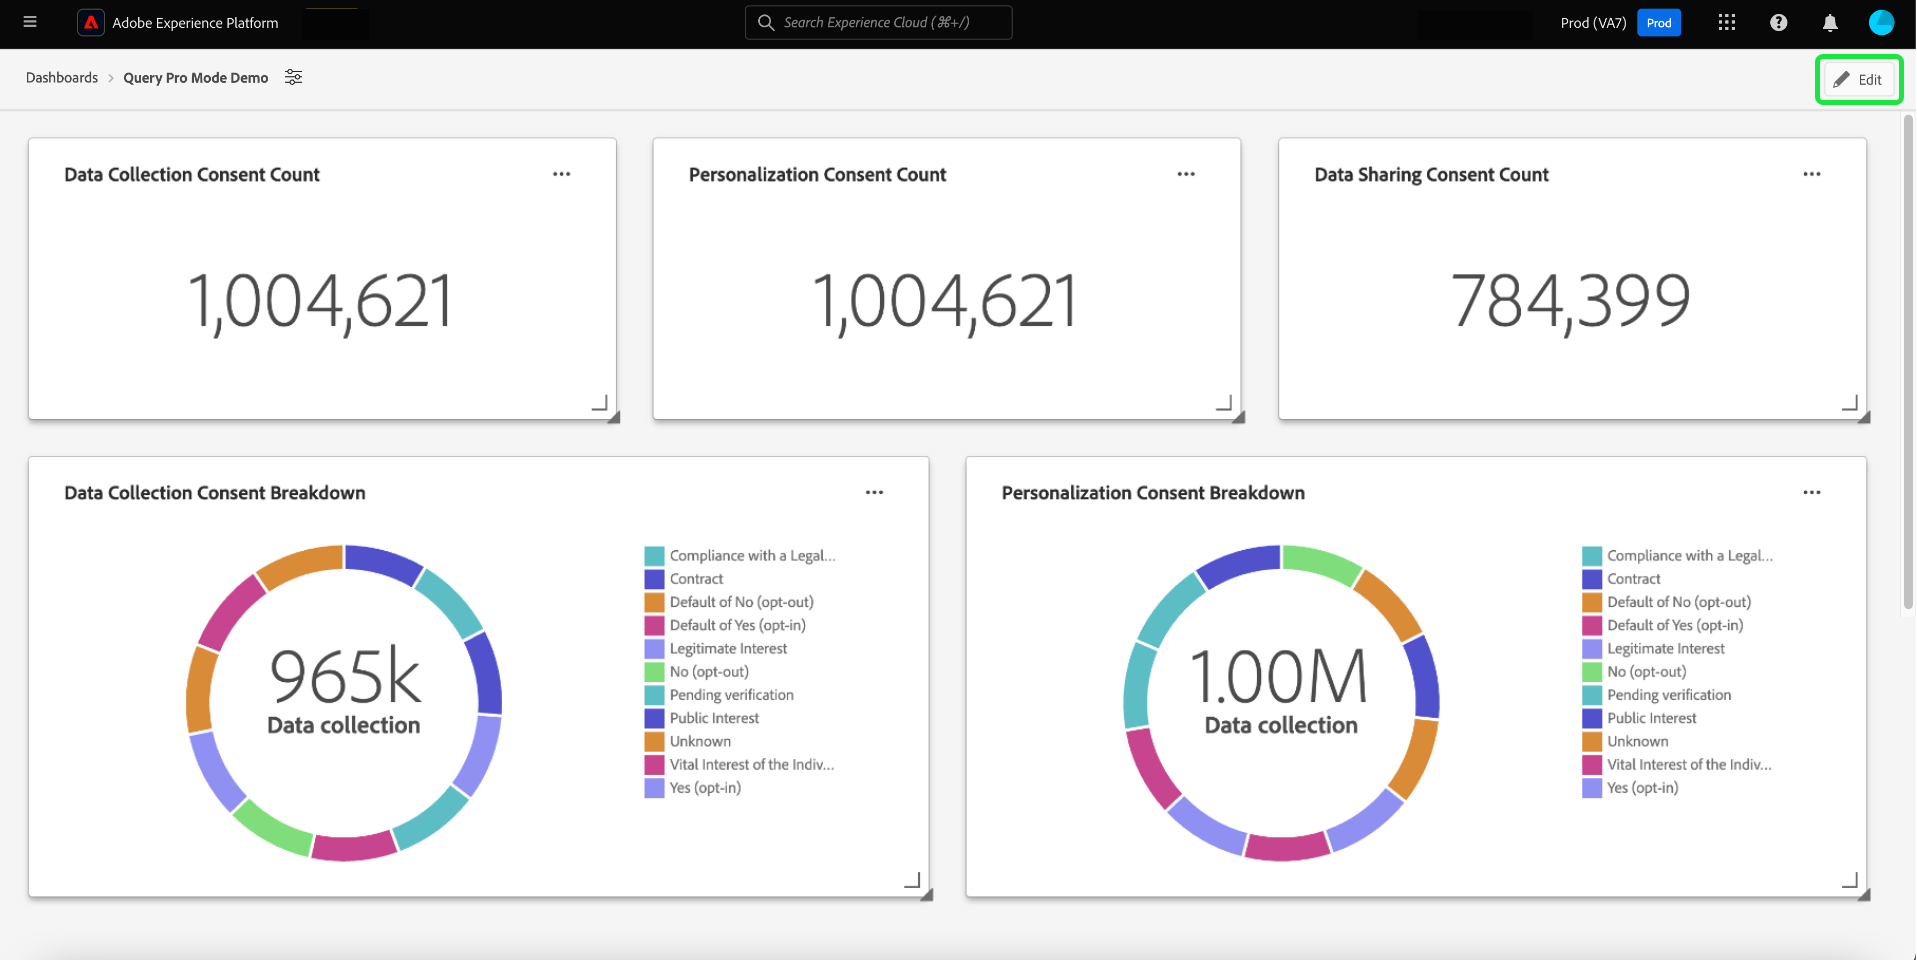 Adobe Experience Platform
Search Experience Cloud (⌘+/)
Prod (VA7)
Prod
Dashboards > Query Pro Mode Demo
Edit
Data Collection Consent Count
1,004,621
Personalization Consent Count
1,004,621
Data Sharing Consent Count
784,399
Data Collection Consent Breakdown
965k
Data collection
Compliance with a Legal...
Contract
Default of No (opt-out)
Default of Yes (opt-in)
Legitimate Interest
No (opt-out)
Pending verification
Public Interest
Unknown
Vital Interest of the Indiv...
Yes (opt-in)
Personalization Consent Breakdown
1.00M
Data collection
Compliance with a Legal...
Contract
Default of No (opt-out)
Default of Yes (opt-in)
Legitimate Interest
No (opt-out)
Pending verification
Public Interest
Unknown
Vital Interest of the Indiv...
Yes (opt-in)